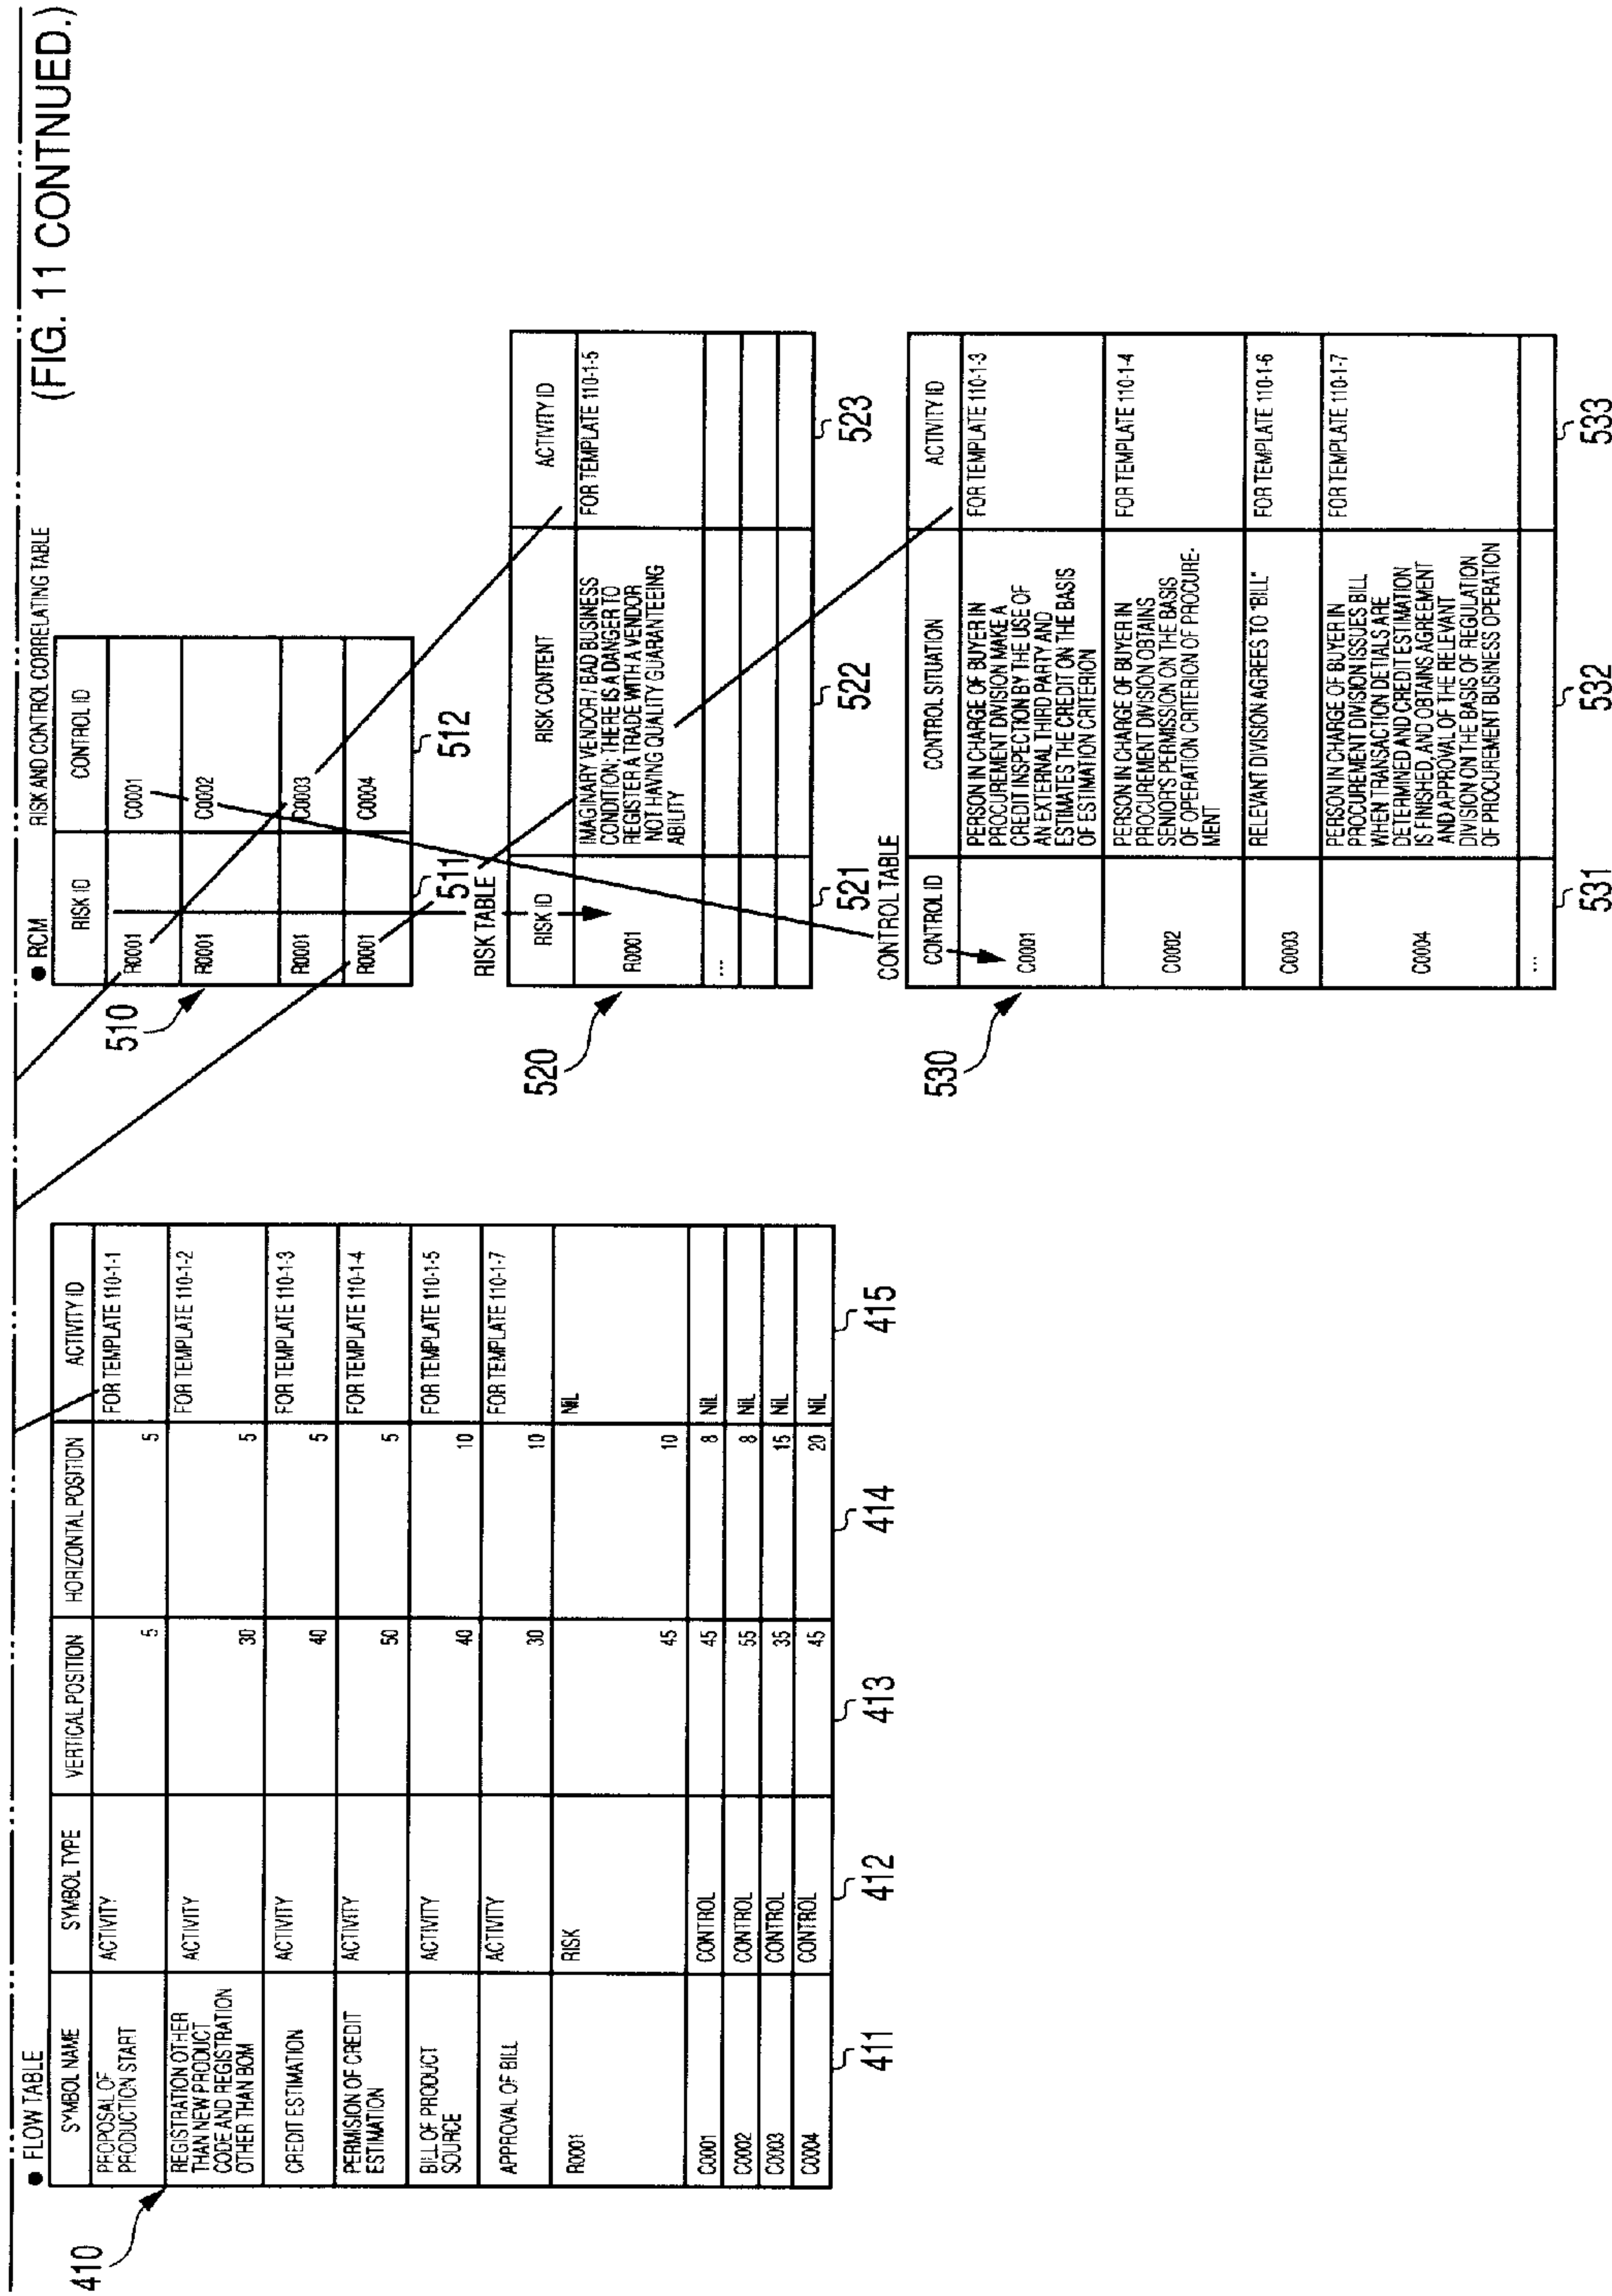 (FIG. 11 CONTNUED.)
● FLOW TABLE
SYMBOL NAME
SYMBOL TYPE
VERTICAL POSITION
HORIZONTAL POSITION
ACTIVITY ID
PROPOSAL OF
PRODUCTION START
ACTIVITY
5
5
FOR TEMPLATE 110-1-1
REGISTRATION OTHER
THAN NEW PRODUCT
CODE AND REGISTRATION
OTHER THAN BOM
ACTIVITY
30
5
FOR TEMPLATE 110-1-2
CREDIT ESTIMATION
ACTIVITY
40
5
FOR TEMPLATE 110-1-3
PERMISION OF CREDIT
ESTIMATION
ACTIVITY
50
5
FOR TEMPLATE 110-1-4
BILL OF PRODUCT
SOURCE
ACTIVITY
40
10
FOR TEMPLATE 110-1-5
APPROVAL OF BILL
ACTIVITY
30
10
FOR TEMPLATE 110-1-7
R0001
RISK
45
10
NiL
C0001
CONTROL
45
8
NiL
C0002
CONTROL
55
8
NiL
C0003
CONTROL
35
15
NiL
C0004
CONTROL
45
20
NiL
410
411
412
413
414
415
● RCM
RISK AND CONTROL CORRELATING TABLE
RISK ID
CONTROL ID
R0001
C0001
R0001
C0002
R0001
C0003
R0001
C0004
510
511
512
RISK TABLE
RISK ID
RISK CONTENT
ACTIVITY ID
R0001
IMAGINARY VENDOR / BAD BUSINESS
CONDITION; THERE IS A DANGER TO
REGISTER A TRADE WITH A VENDOR
NOT HAVING QUALITY GUARANTEEING
ABILITY
FOR TEMPLATE 110-1-5
...
520
521
522
523
CONTROL TABLE
CONTROL ID
CONTROL SITUATION
ACTIVITY ID
C0001
PERSON IN CHARGE OF BUYER IN
PROCUREMENT DIVISION MAKE A
CREDIT INSPECTION BY THE USE OF
AN EXTERNAL THIRD PARTY AND
ESTIMATES THE CREDIT ON THE BASIS
OF ESTIMATION CRITERION
FOR TEMPLATE 110-1-3
C0002
PERSON IN CHARGE OF BUYER IN
PROCUREMENT DIVISION OBTAINS
SENIOR'S PERMISSION ON THE BASIS
OF OPERATION CRITERION OF PROCURE-
MENT
FOR TEMPLATE 110-1-4
C0003
RELEVANT DIVISION AGREES TO "BILL"
FOR TEMPLATE 110-1-6
C0004
PERSON IN CHARGE OF BUYER IN
PROCUREMENT DIVISION ISSUES BILL
WHEN TRANSACTION DETIALS ARE
DETERMINED AND CREDIT ESTIMATION
IS FINISHED, AND OBTAINS AGREEMENT
AND APPROVAL OF THE RELEVANT
DIVISION ON THE BASIS OF REGULATION
OF PROCUREMENT BUSINESS OPERATION
FOR TEMPLATE 110-1-7
...
530
531
532
533